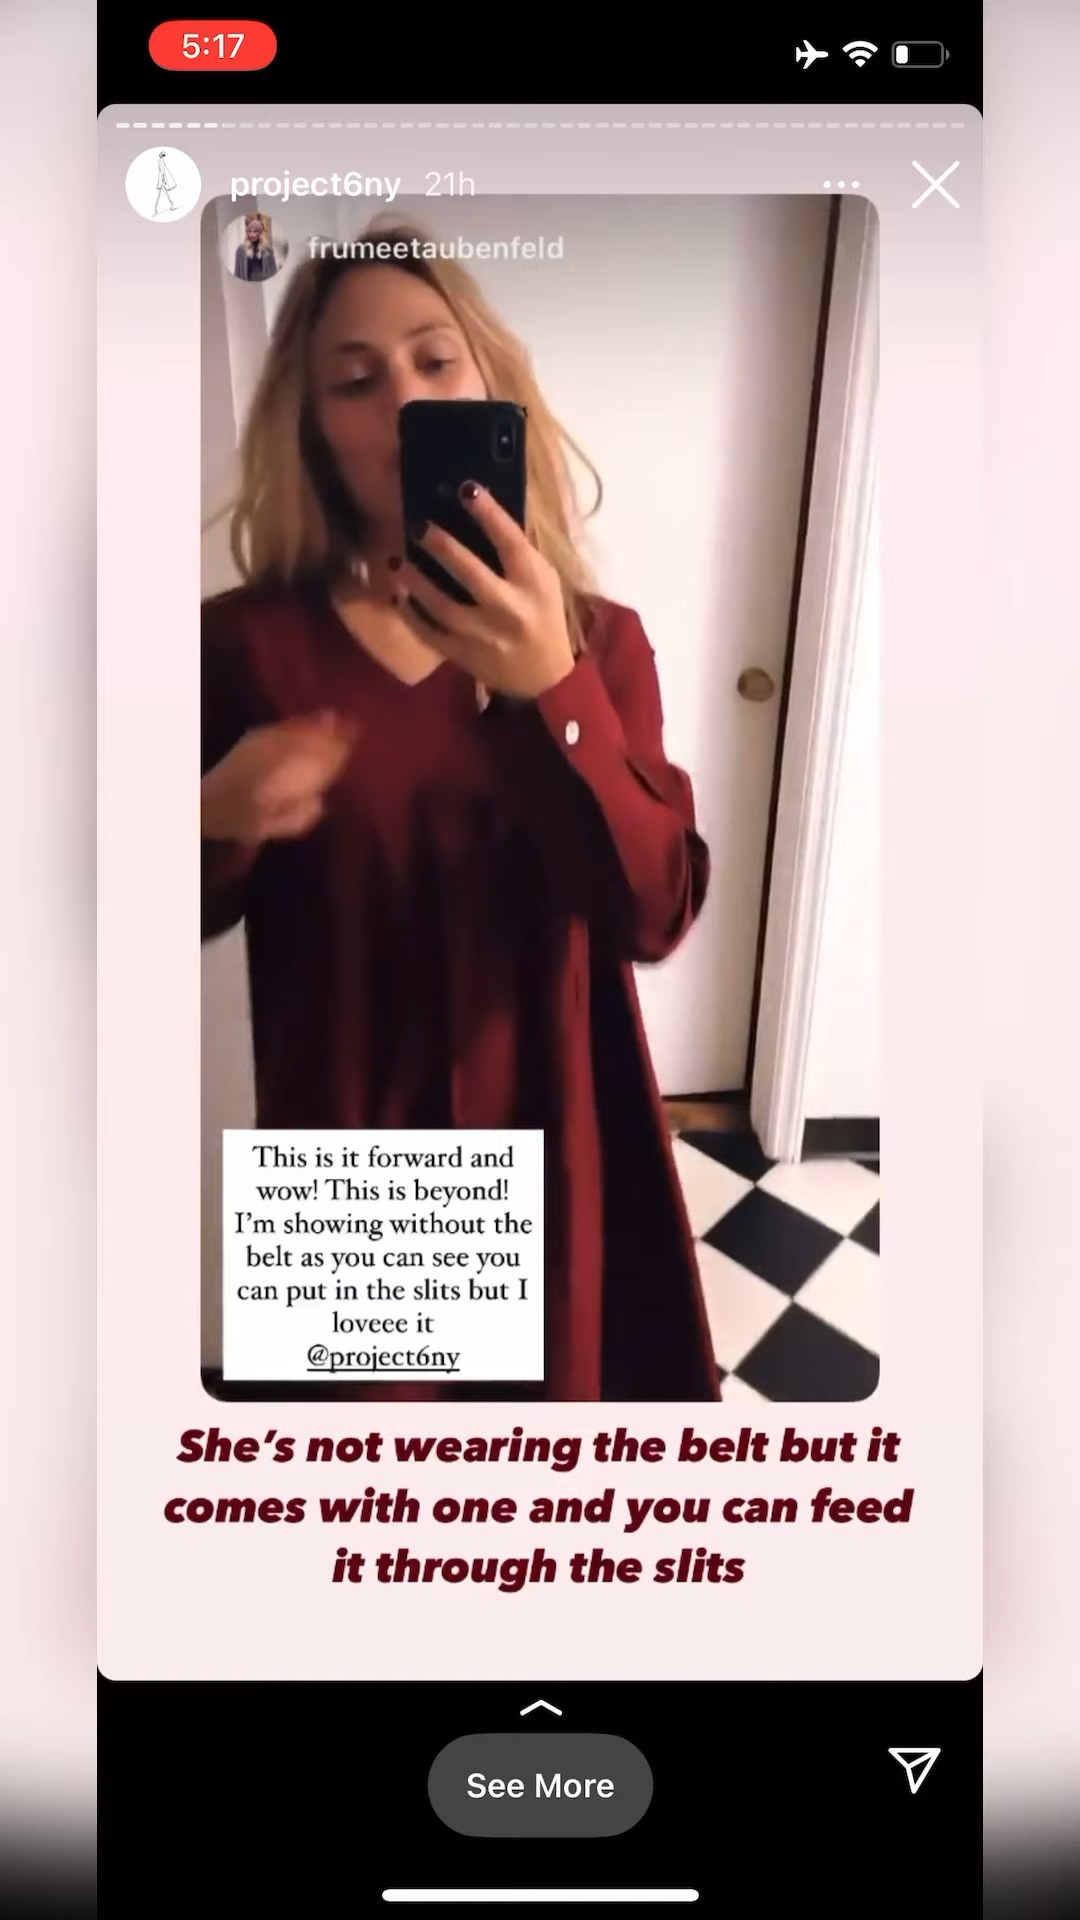 5:17
project6ny 21h
frumeetaubenfeld
This is it forward and
wow! This is beyond!
I'm showing without the
belt as you can see you
can put in the slits but I
loveee it
@project6ny
She's not wearing the belt but it
comes with one and you can feed
it through the slits
See More